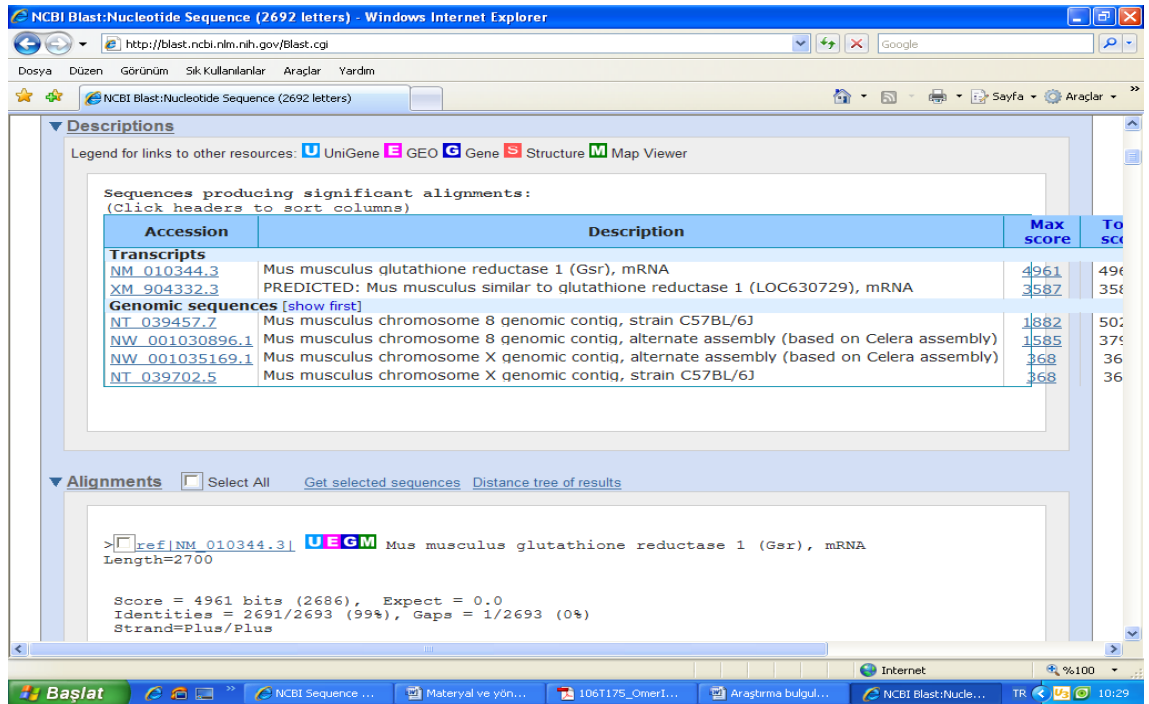 NCBI Blast:Nucleotide Sequence (2692 letters) - Windows Internet Explorer
http://blast.ncbi.nlm.nih.gov/Blast.cgi Google
Dosya Düzen Görünüm Sık Kullanılanlar Araçlar Yardım
NCBI Blast:Nucleotide Sequence (2692 letters) Sayfa Araçlar »
Descriptions
Legend for links to other resources: U UniGene E GEO G Gene S Structure M Map Viewer
Sequences producing significant alignments:
(Click headers to sort columns)
Accession Description Max score To sco
Transcripts
NM_010344.3 Mus musculus glutathione reductase 1 (Gsr), mRNA 4961 496
XM_904332.3 PREDICTED: Mus musculus similar to glutathione reductase 1 (LOC630729), mRNA 3587 358
Genomic sequences [show first]
NT_039457.7 Mus musculus chromosome 8 genomic contig, strain C57BL/6J 1882 502
NW_001030896.1 Mus musculus chromosome 8 genomic contig, alternate assembly (based on Celera assembly) 1585 379
NW_001035169.1 Mus musculus chromosome X genomic contig, alternate assembly (based on Celera assembly) 368 36
NT_039702.5 Mus musculus chromosome X genomic contig, strain C57BL/6J 368 36
Alignments Select All Get selected sequences Distance tree of results
>ref|NM_010344.3| U E G M Mus musculus glutathione reductase 1 (Gsr), mRNA
Length=2700
Score = 4961 bits (2686), Expect = 0.0
Identities = 2691/2693 (99%), Gaps = 1/2693 (0%)
Strand=Plus/Plus
Internet %100
Başlat » NCBI Sequence ... Materyal ve yön... 106T175_OmerI... Araştırma bulgul... NCBI Blast:Nucle... TR 10:29